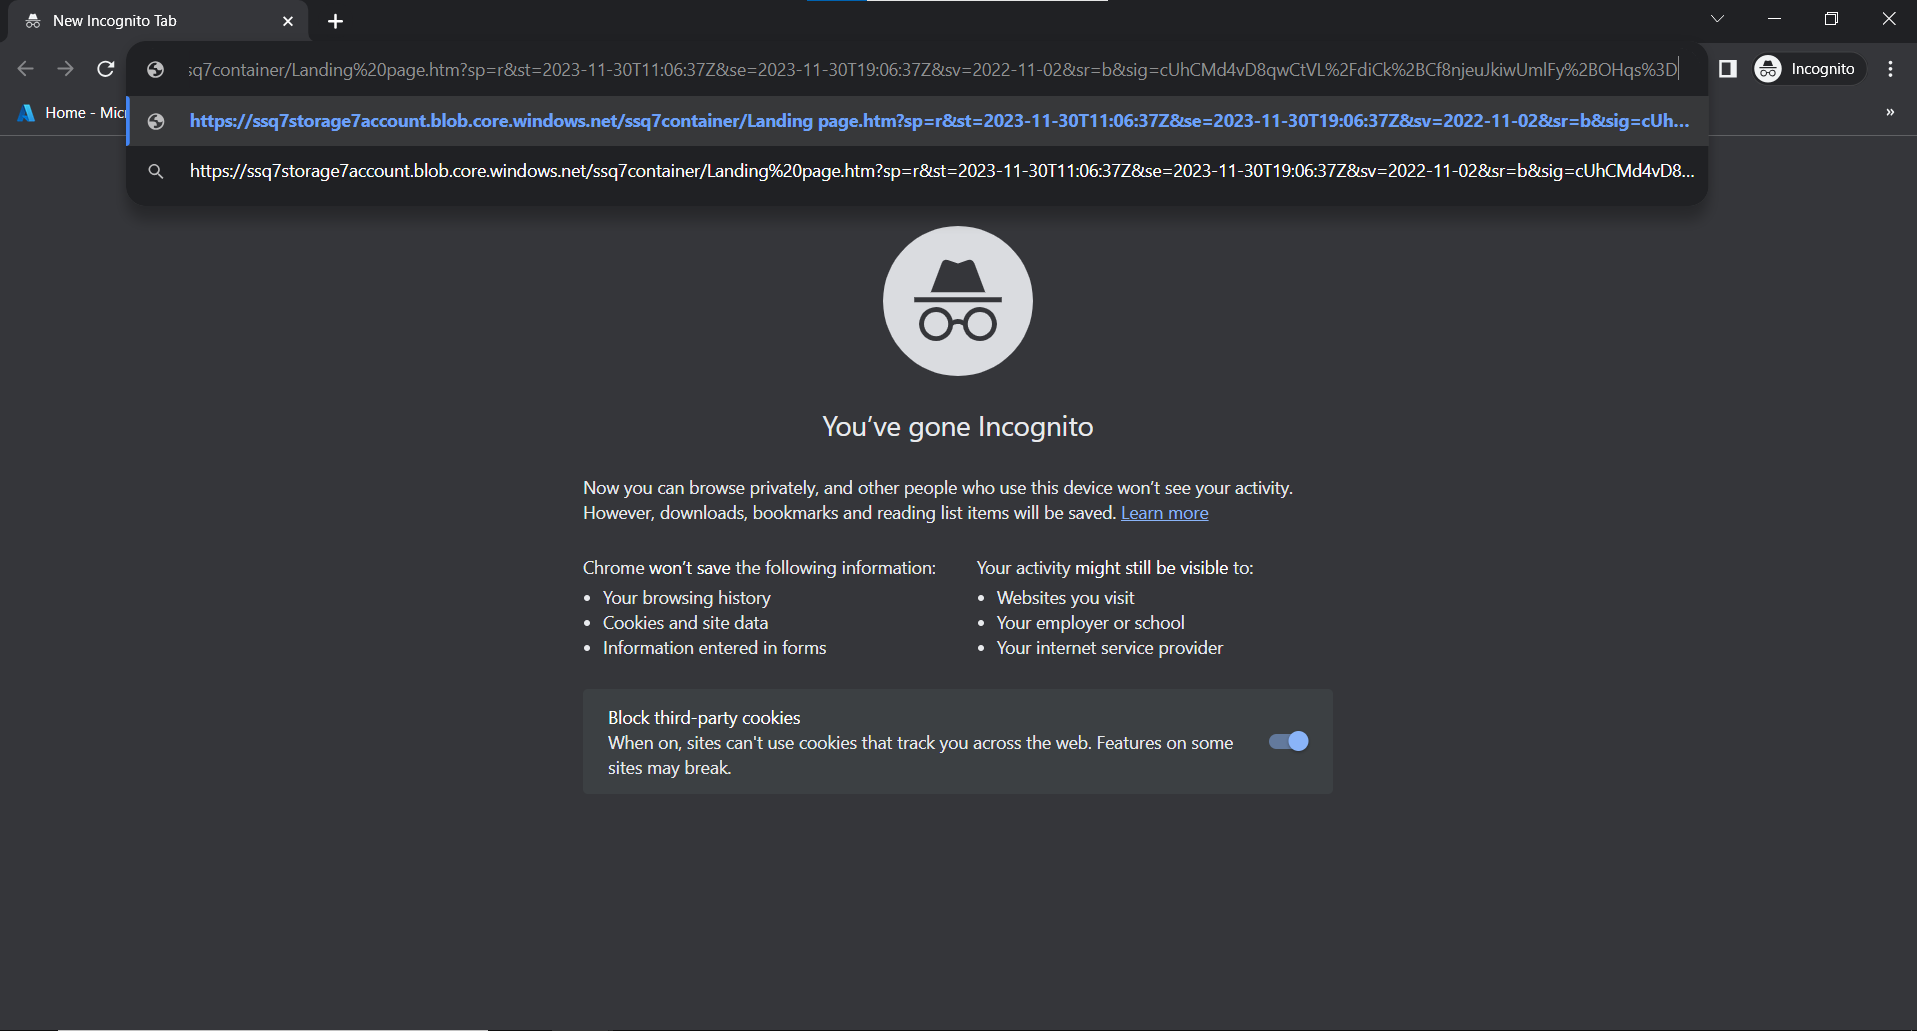 New Incognito Tab
sq7container/Landing%20page.htm?sp=r&st=2023-11-30T11:06:37Z&se=2023-11-30T19:06:37Z&sv=2022-11-02&sr=b&sig=cUhCMd4vD8qwCtVL%2FdiCk%2BCf8njeuJkiwUmlFy%2BOHqs%3D
Incognito
Home - Mic
https://ssq7storage7account.blob.core.windows.net/ssq7container/Landing page.htm?sp=r&st=2023-11-30T11:06:37Z&se=2023-11-30T19:06:37Z&sv=2022-11-02&sr=b&sig=cUh...
»
https://ssq7storage7account.blob.core.windows.net/ssq7container/Landing%20page.htm?sp=r&st=2023-11-30T11:06:37Z&se=2023-11-30T19:06:37Z&sv=2022-11-02&sr=b&sig=cUhCMd4vD8...
You've gone Incognito
Now you can browse privately, and other people who use this device won't see your activity.
However, downloads, bookmarks and reading list items will be saved. Learn more
Chrome won't save the following information:
• Your browsing history
• Cookies and site data
• Information entered in forms
Your activity might still be visible to:
• Websites you visit
• Your employer or school
• Your internet service provider
Block third-party cookies
When on, sites can't use cookies that track you across the web. Features on some
sites may break.